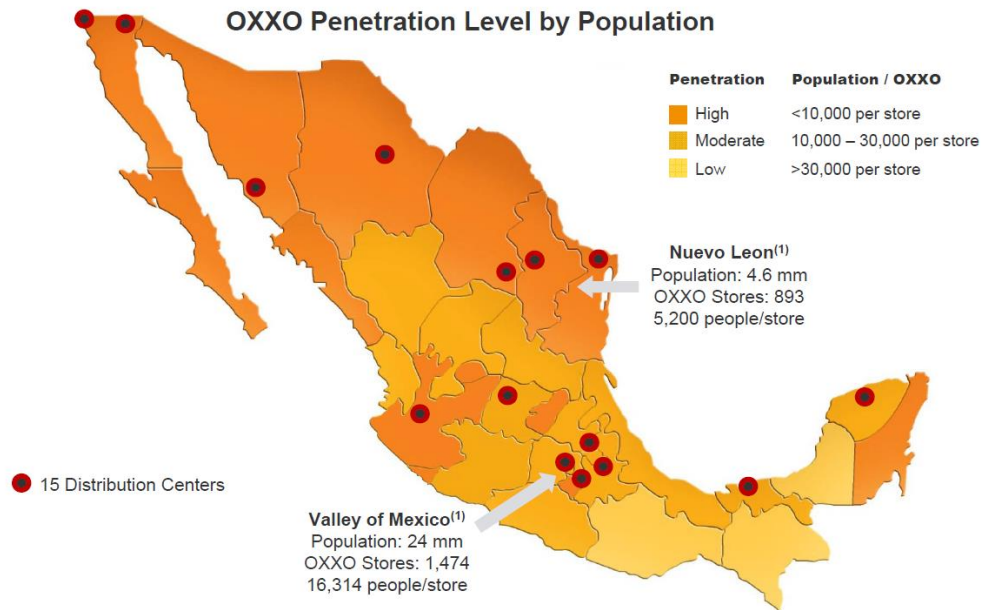 OXXO Penetration Level by Population
Penetration Population / OXXO
High <10,000 per store
Moderate 10,000 – 30,000 per store
Low >30,000 per store
Nuevo Leon(1)
Population: 4.6 mm
OXXO Stores: 893
5,200 people/store
15 Distribution Centers
Valley of Mexico(1)
Population: 24 mm
OXXO Stores: 1,474
16,314 people/store